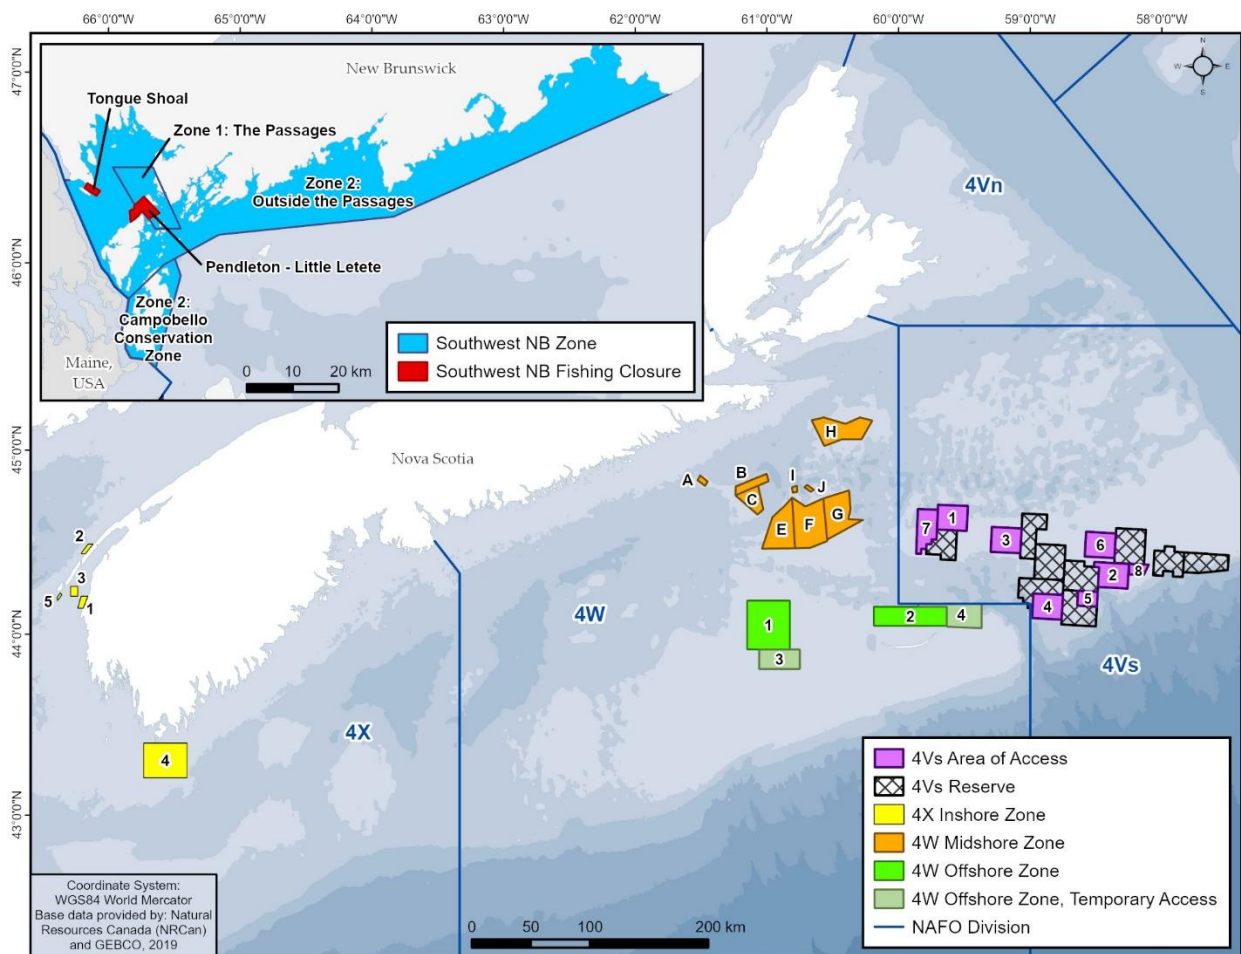 66°0'0"W 65°0'0"W 64°0'0"W 63°0'0"W 62°0'0"W 61°0'0"W 60°0'0"W 59°0'0"W 58°0'0"W
47°0'0"N
46°0'0"N
45°0'0"N
44°0'0"N
43°0'0"N
N
W E
S
New Brunswick
Tongue Shoal
Zone 1: The Passages
Zone 2:
Outside the Passages
Pendleton - Little Letete
Zone 2:
Campobello
Conservation
Zone
Maine,
USA
0 10 20 km
Southwest NB Zone
Southwest NB Fishing Closure
4Vn
Nova Scotia
H
A
B
C
I
J
E
F
G
7
1
3
6
2
8
5
4
2
3
5
1
4
4W
1
2
4
3
4Vs
4X
4Vs Area of Access
4Vs Reserve
4X Inshore Zone
4W Midshore Zone
4W Offshore Zone
4W Offshore Zone, Temporary Access
NAFO Division
Coordinate System:
WGS84 World Mercator
Base data provided by: Natural
Resources Canada (NRCan)
and GEBCO, 2019
0 50 100 200 km